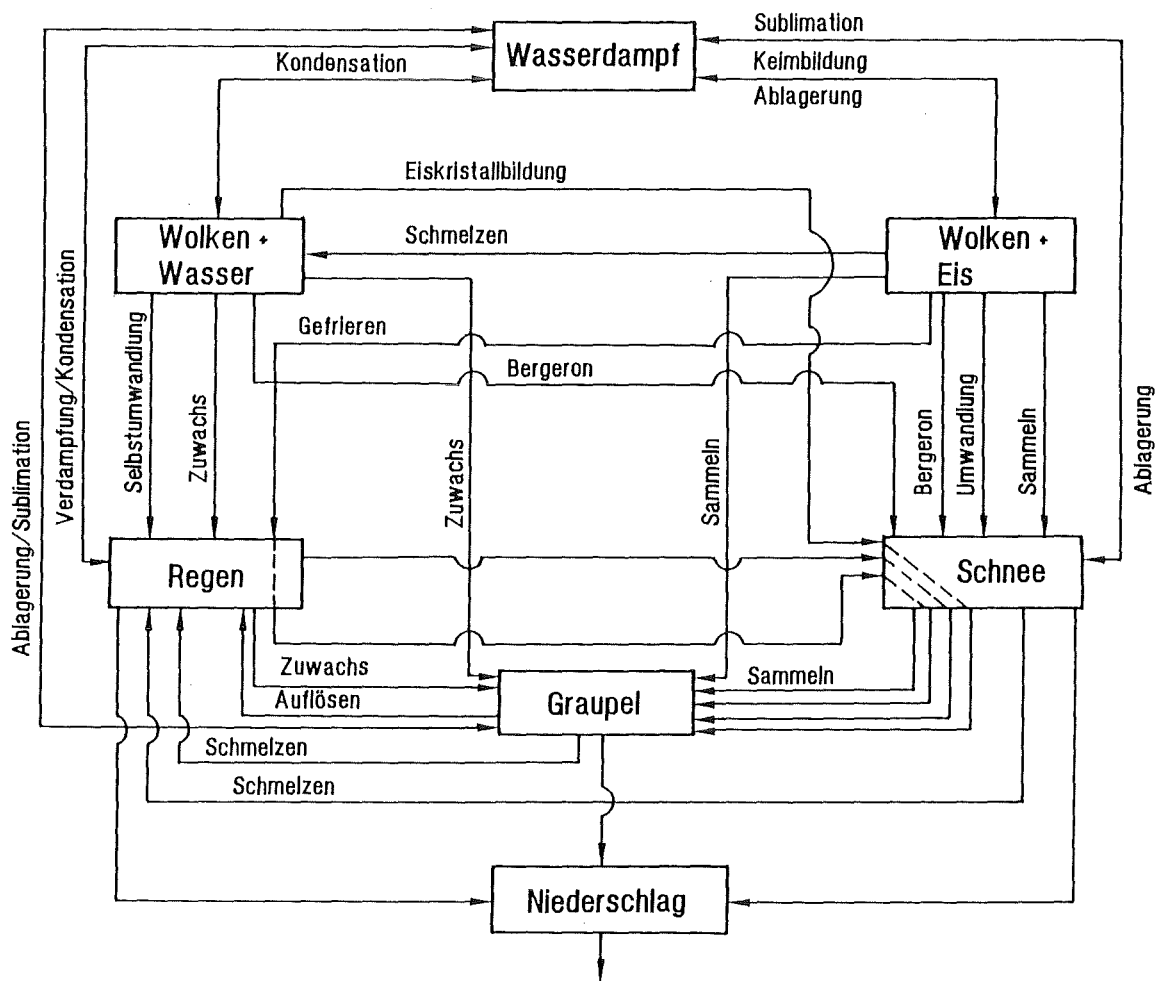 Sublimation
Wasserdampf
Kondensation
Keimbildung
Ablagerung
Eiskristallbildung
Wolken +
Wasser
Schmelzen
Wolken +
Eis
Gefrieren
Bergeron
Ablagerung/Sublimation
Verdampfung/Kondensation
Selbstumwandlung
Zuwachs
Zuwachs
Sammeln
Bergeron
Umwandlung
Sammeln
Ablagerung
Regen
Schnee
Zuwachs
Sammeln
Auflösen
Graupel
Schmelzen
Schmelzen
Niederschlag